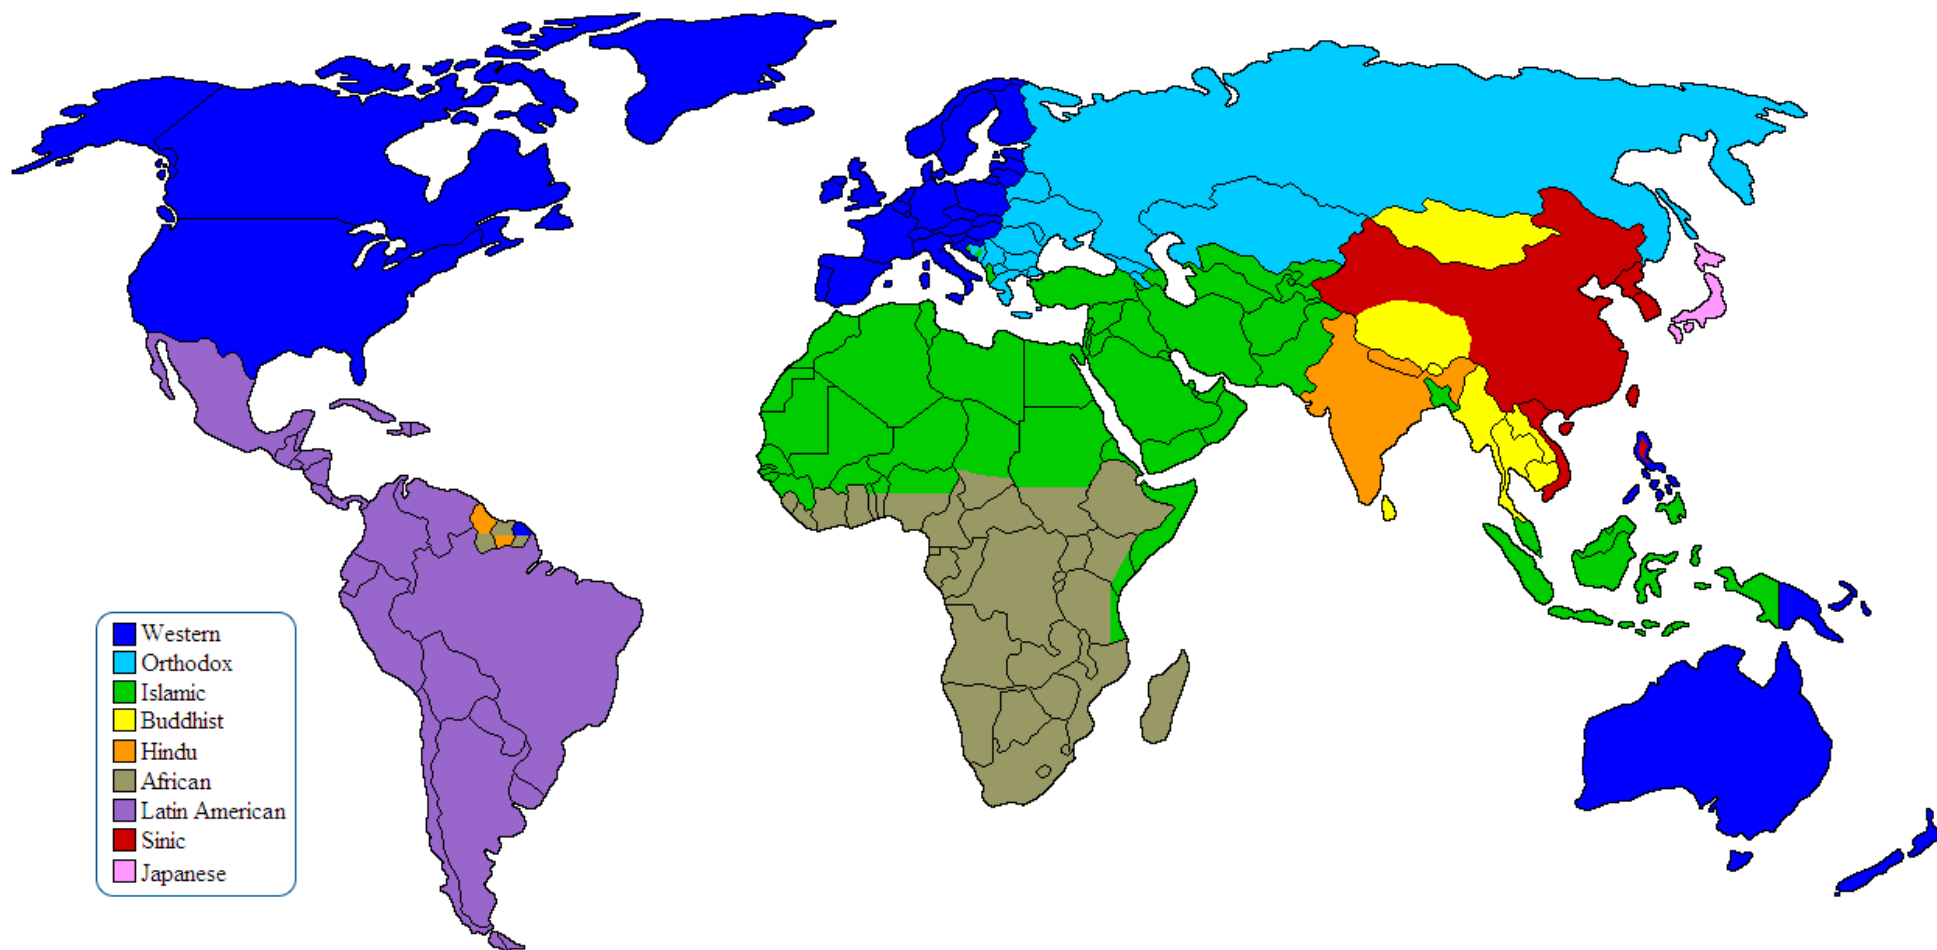 Western
Orthodox
Islamic
Buddhist
Hindu
African
Latin American
Sinic
Japanese